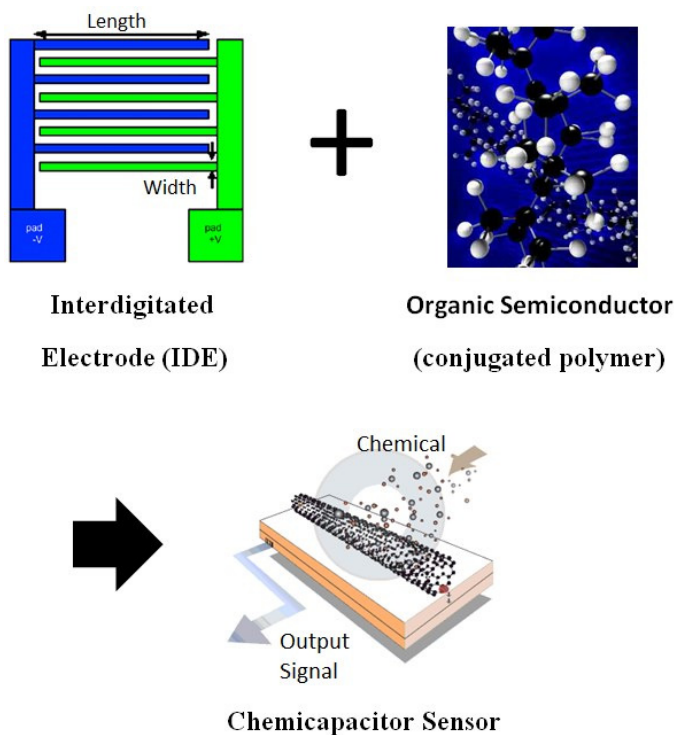 Length
Width
pad
-V
pad
+V
Interdigitated
Electrode (IDE)
Organic Semiconductor
(conjugated polymer)
Chemical
Output
Signal
Chemicapacitor Sensor